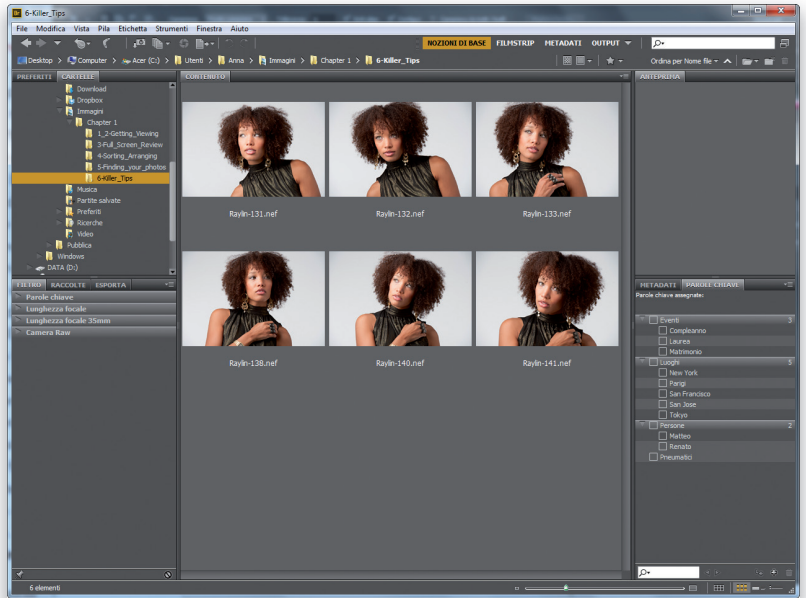 Br 6-Killer_Tips
File Modifica Vista Pila Etichetta Strumenti Finestra Aiuto
NOZIONI DI BASE FILMSTRIP METADATI OUTPUT
Desktop > Computer > Acer (C:) > Utenti > Anna > Immagini > Chapter 1 > 6-Killer_Tips
Ordina per Nome file
PREFERITI CARTELLE
Download
Dropbox
Immagini
Chapter 1
1_2-Getting_Viewing
3-Full_Screen_Review
4-Sorting_Arranging
5-Finding_your_photos
6-Killer_Tips
Musica
Partite salvate
Preferiti
Ricerche
Video
Pubblica
Windows
DATA (D:)
FILTRO RACCOLTE ESPORTA
Parole chiave
Lunghezza focale
Lunghezza focale 35mm
Camera Raw
CONTENUTO
Raylin-131.nef Raylin-132.nef Raylin-133.nef
Raylin-138.nef Raylin-140.nef Raylin-141.nef
ANTEPRIMA
METADATI PAROLE CHIAVE
Parole chiave assegnate:
Eventi 3
Compleanno
Laurea
Matrimonio
Luoghi 5
New York
Parigi
San Francisco
San Jose
Tokyo
Persone 2
Matteo
Renato
Pneumatici
6 elementi